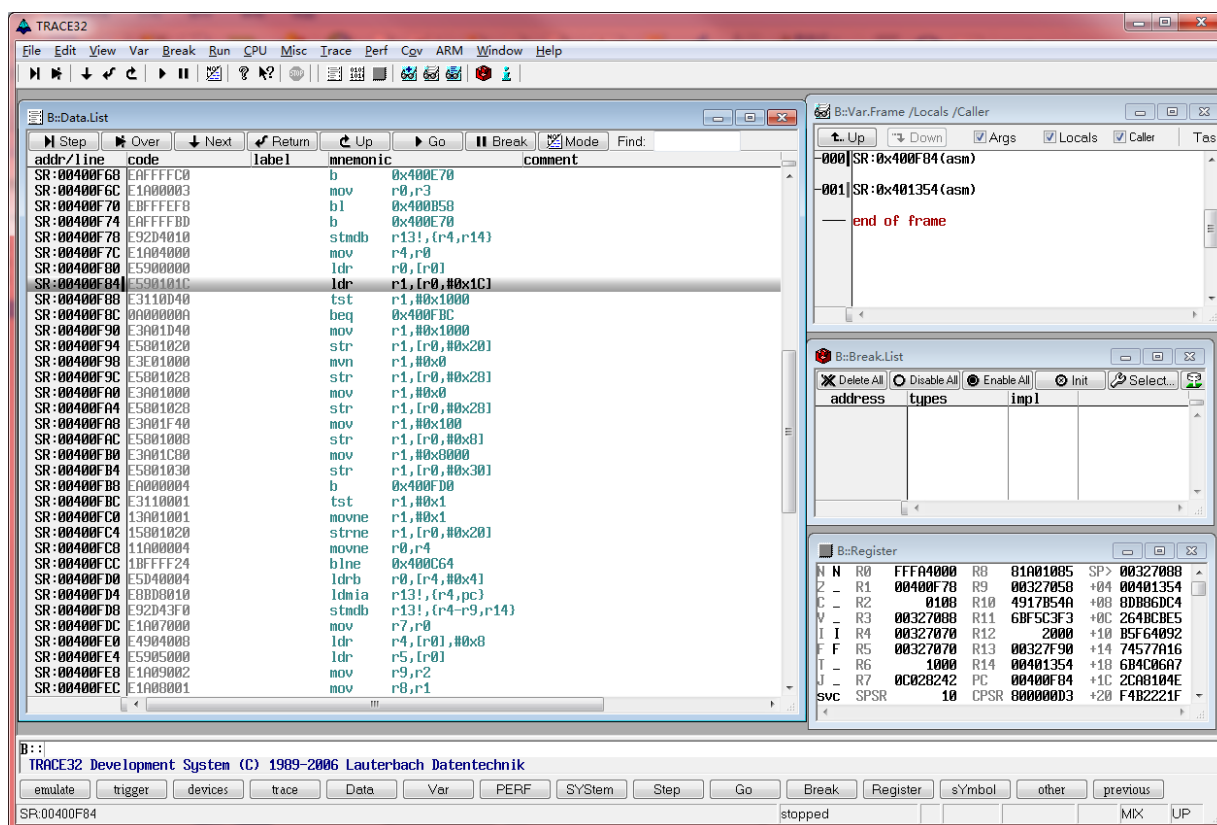 TRACE32
File Edit View Var Break Run CPU Misc Trace Perf Cov ARM Window Help
B::Data.List
Step Over Next Return Up Go Break Mode Find:
addr/line code label mnemonic comment
SR:00400F68 EAFFFFC0 b 0x400E70
SR:00400F6C E1A00003 mov r0,r3
SR:00400F70 EBFFFEF8 bl 0x400B58
SR:00400F74 EAFFFFBD b 0x400E70
SR:00400F78 E92D4010 stmdb r13!,{r4,r14}
SR:00400F7C E1A04000 mov r4,r0
SR:00400F80 E5900000 ldr r0,[r0]
SR:00400F84 E590101C ldr r1,[r0,#0x1C]
SR:00400F88 E3110D40 tst r1,#0x1000
SR:00400F8C 0A00000A beq 0x400FBC
SR:00400F90 E3A01D40 mov r1,#0x1000
SR:00400F94 E5801020 str r1,[r0,#0x20]
SR:00400F98 E3E01000 mvn r1,#0x0
SR:00400F9C E5801028 str r1,[r0,#0x28]
SR:00400FA0 E3A01000 mov r1,#0x0
SR:00400FA4 E5801028 str r1,[r0,#0x28]
SR:00400FA8 E3A01F40 mov r1,#0x100
SR:00400FAC E5801008 str r1,[r0,#0x8]
SR:00400FB0 E3A01C80 mov r1,#0x8000
SR:00400FB4 E5801030 str r1,[r0,#0x30]
SR:00400FB8 EA000004 b 0x400FD0
SR:00400FBC E3110001 tst r1,#0x1
SR:00400FC0 13A01001 movne r1,#0x1
SR:00400FC4 15801020 strne r1,[r0,#0x20]
SR:00400FC8 11A00004 movne r0,r4
SR:00400FCC 1BFFFF24 blne 0x400C64
SR:00400FD0 E5D40004 ldrb r0,[r4,#0x4]
SR:00400FD4 E8BD8010 ldmia r13!,{r4,pc}
SR:00400FD8 E92D43F0 stmdb r13!,{r4-r9,r14}
SR:00400FDC E1A07000 mov r7,r0
SR:00400FE0 E4904008 ldr r4,[r0],#0x8
SR:00400FE4 E5905000 ldr r5,[r0]
SR:00400FE8 E1A09002 mov r9,r2
SR:00400FEC E1A08001 mov r8,r1
B::Var.Frame /Locals /Caller
Up Down Args Locals Caller Tas
-000 SR:0x400F84(asm)
-001 SR:0x401354(asm)
end of frame
B::Break.List
Delete All Disable All Enable All Init Select...
address types impl
B::Register
N N R0 FFFA4000 R8 81A01085 SP> 00327088
Z _ R1 00400F78 R9 00327058 +04 00401354
C _ R2 0108 R10 4917B54A +08 8DB86DC4
V _ R3 00327088 R11 6BF5C3F3 +0C 264BCBE5
I I R4 00327070 R12 2000 +10 B5F64092
F F R5 00327070 R13 00327F90 +14 74577A16
T _ R6 1000 R14 00401354 +18 6B4C06A7
J _ R7 0C028242 PC 00400F84 +1C 2CA8104E
svc SPSR 10 CPSR 800000D3 +20 F4B2221F
B::
TRACE32 Development System (C) 1989-2006 Lauterbach Datentechnik
emulate trigger devices trace Data Var PERF SYStem Step Go Break Register sYmbol other previous
SR:00400F84 stopped MIX UP